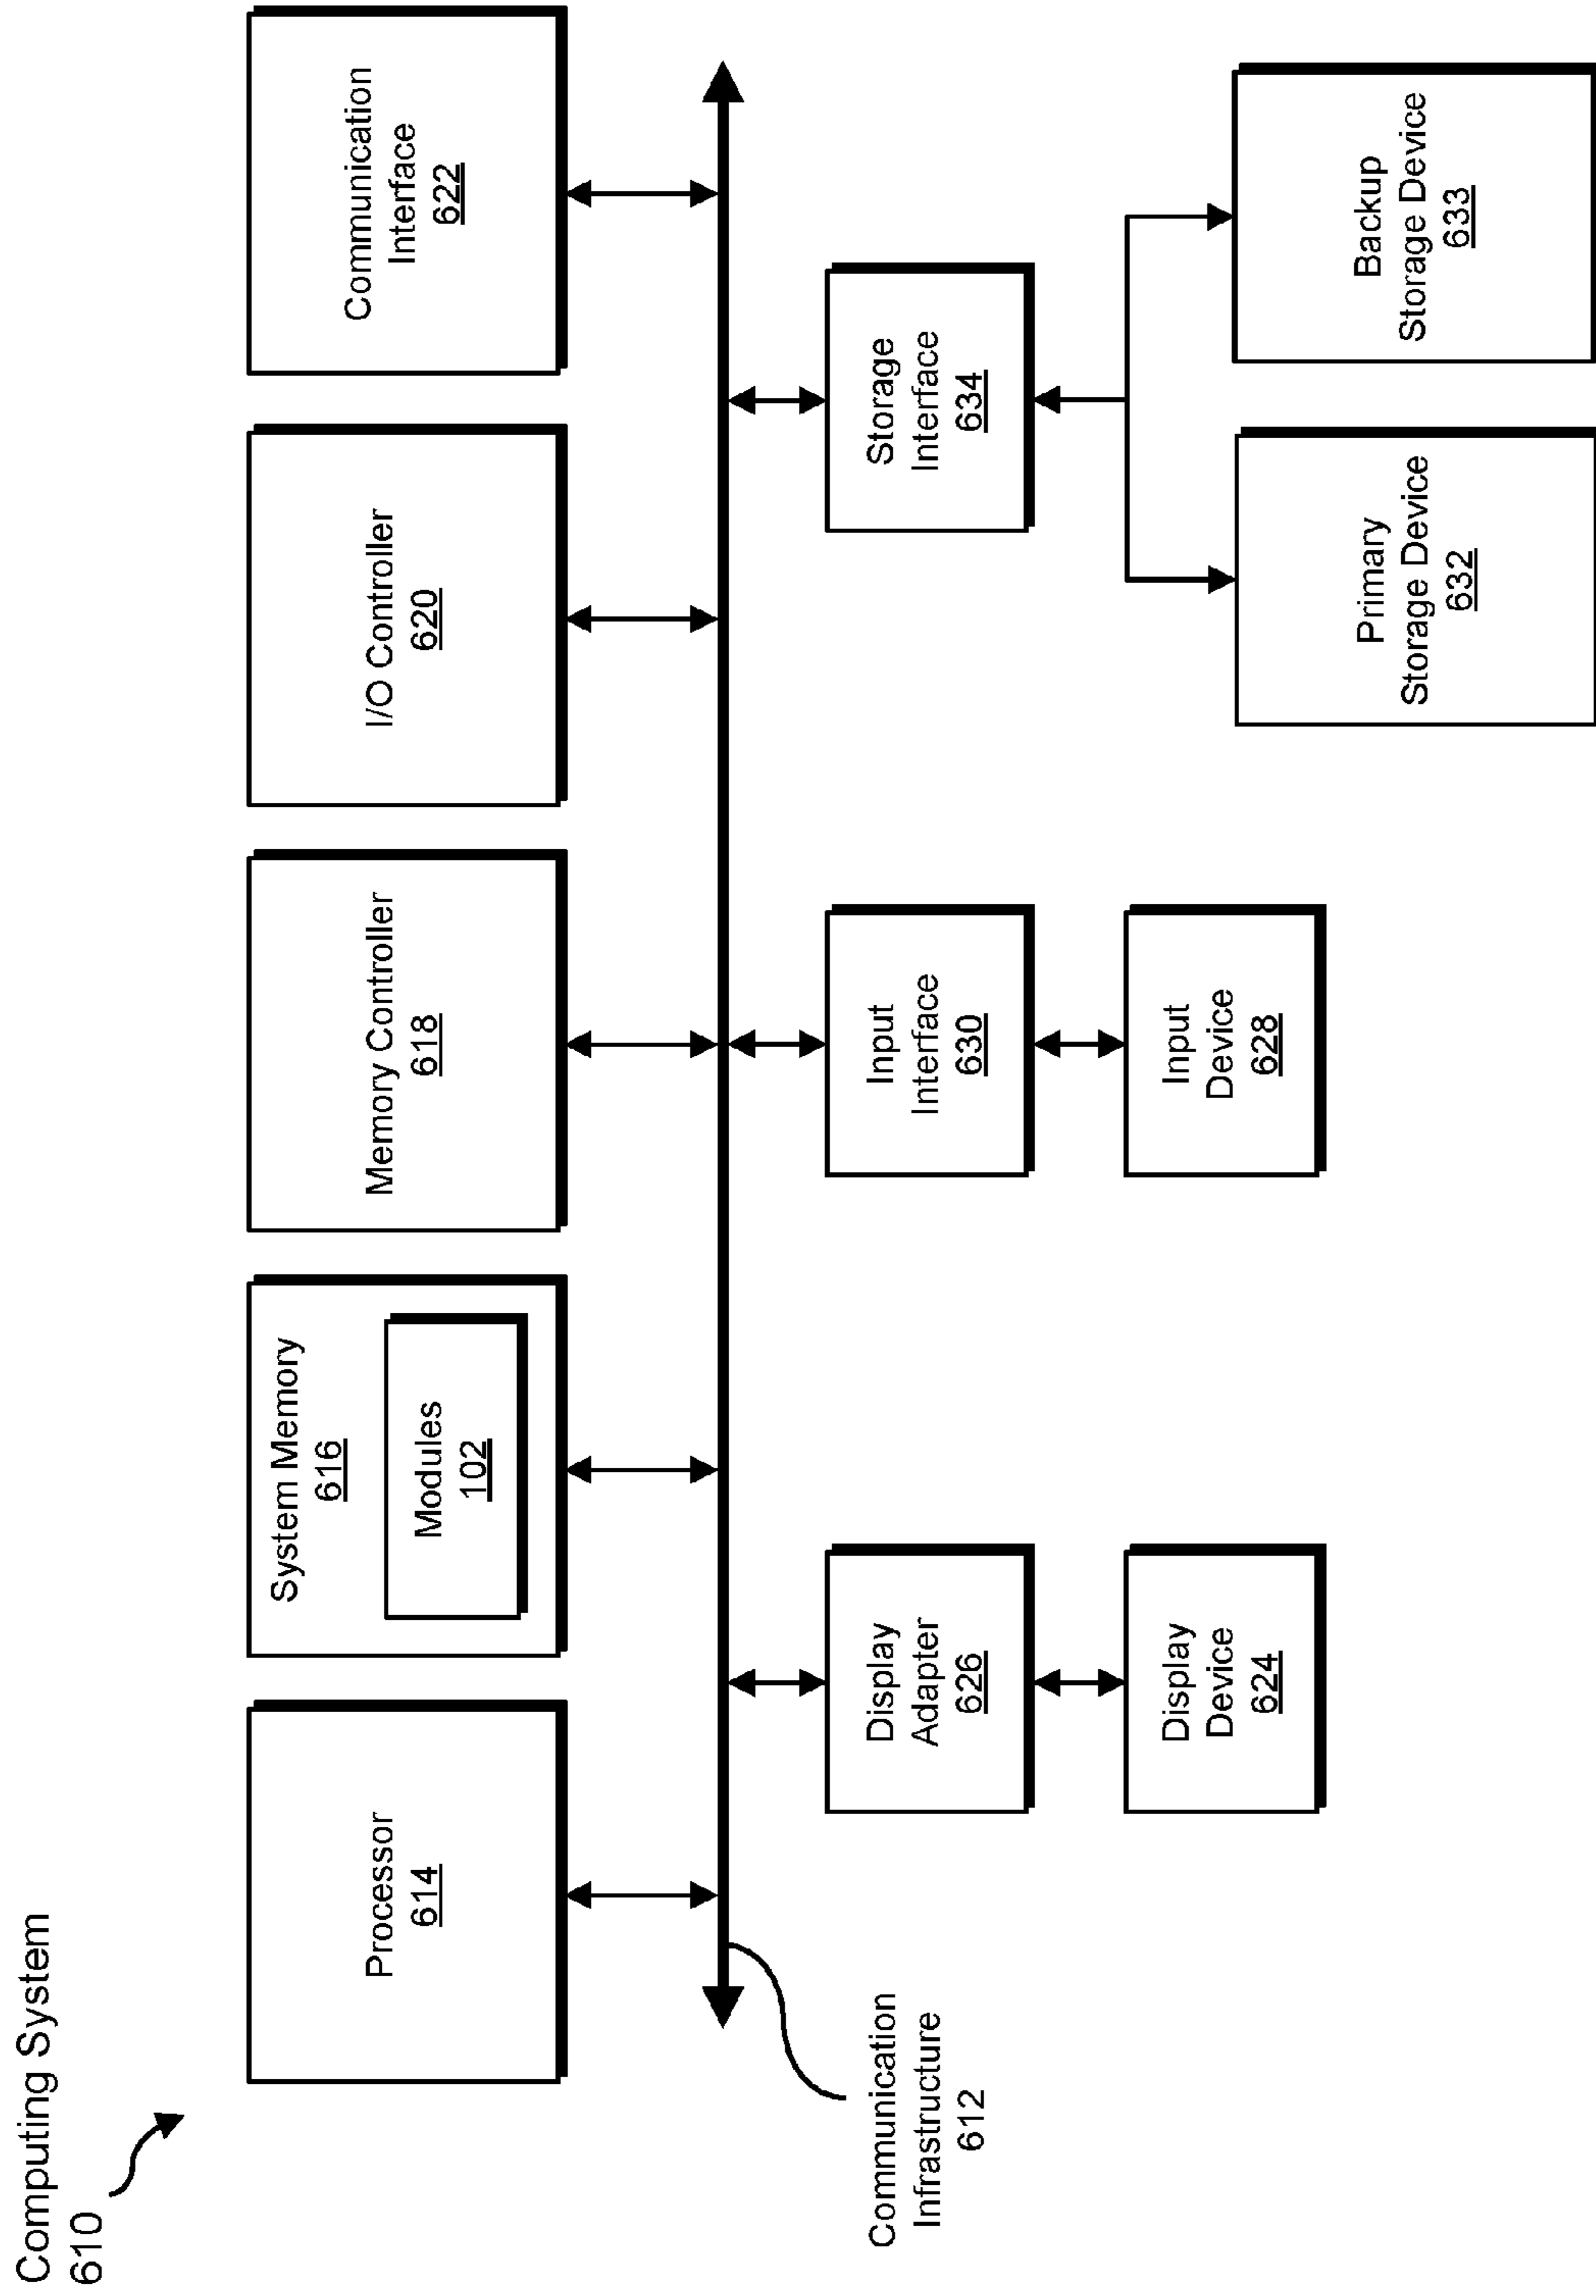 Computing System
610
Processor
614
System Memory
616
Modules
102
Memory Controller
618
I/O Controller
620
Communication
Interface
622
Communication
Infrastructure
612
Display
Adapter
626
Input
Interface
630
Storage
Interface
634
Display
Device
624
Input
Device
628
Primary
Storage Device
632
Backup
Storage Device
633